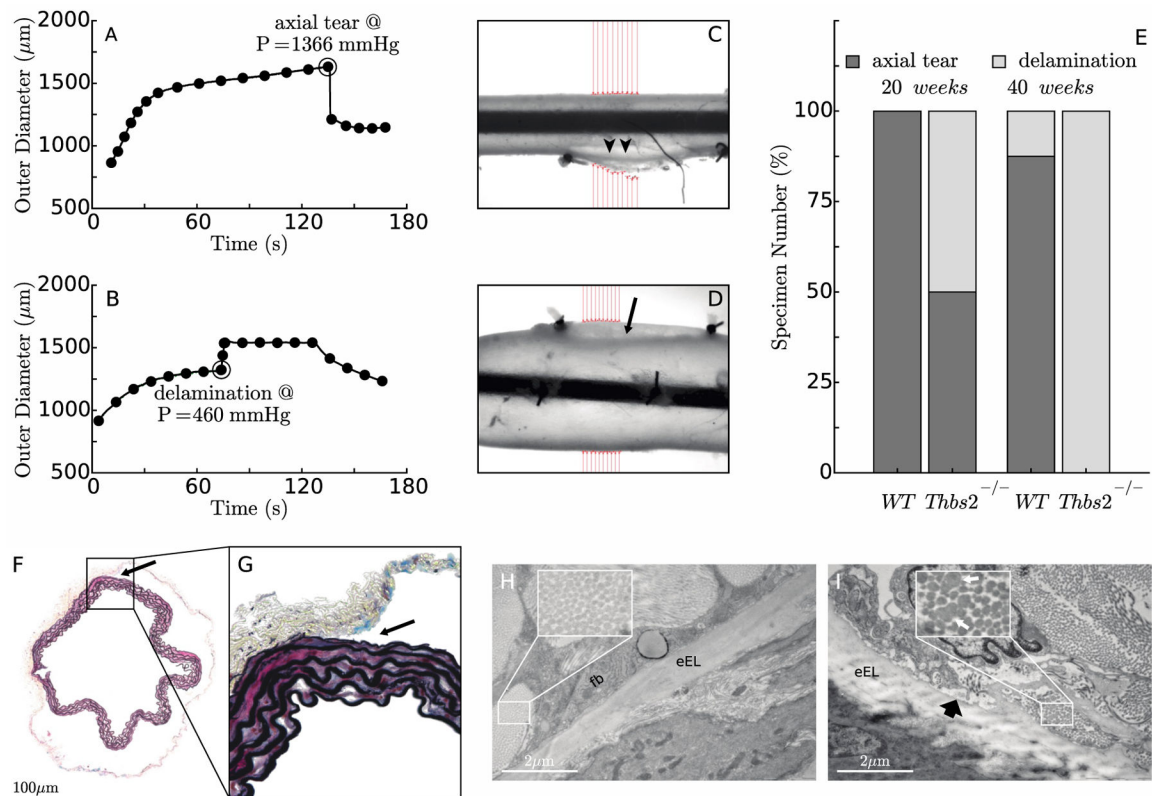 A
axial tear @
P = 1366 mmHg
Outer Diameter (μm)
2000
1500
1000
500
0 60 120 180
Time (s)
B
delamination @
P = 460 mmHg
Outer Diameter (μm)
2000
1500
1000
500
0 60 120 180
Time (s)
C
D
E
axial tear delamination
20 weeks 40 weeks
Specimen Number (%)
100
75
50
25
0
WT Thbs2−/− WT Thbs2−/−
F
100μm
G
H
fb
eEL
2μm
I
eEL
2μm